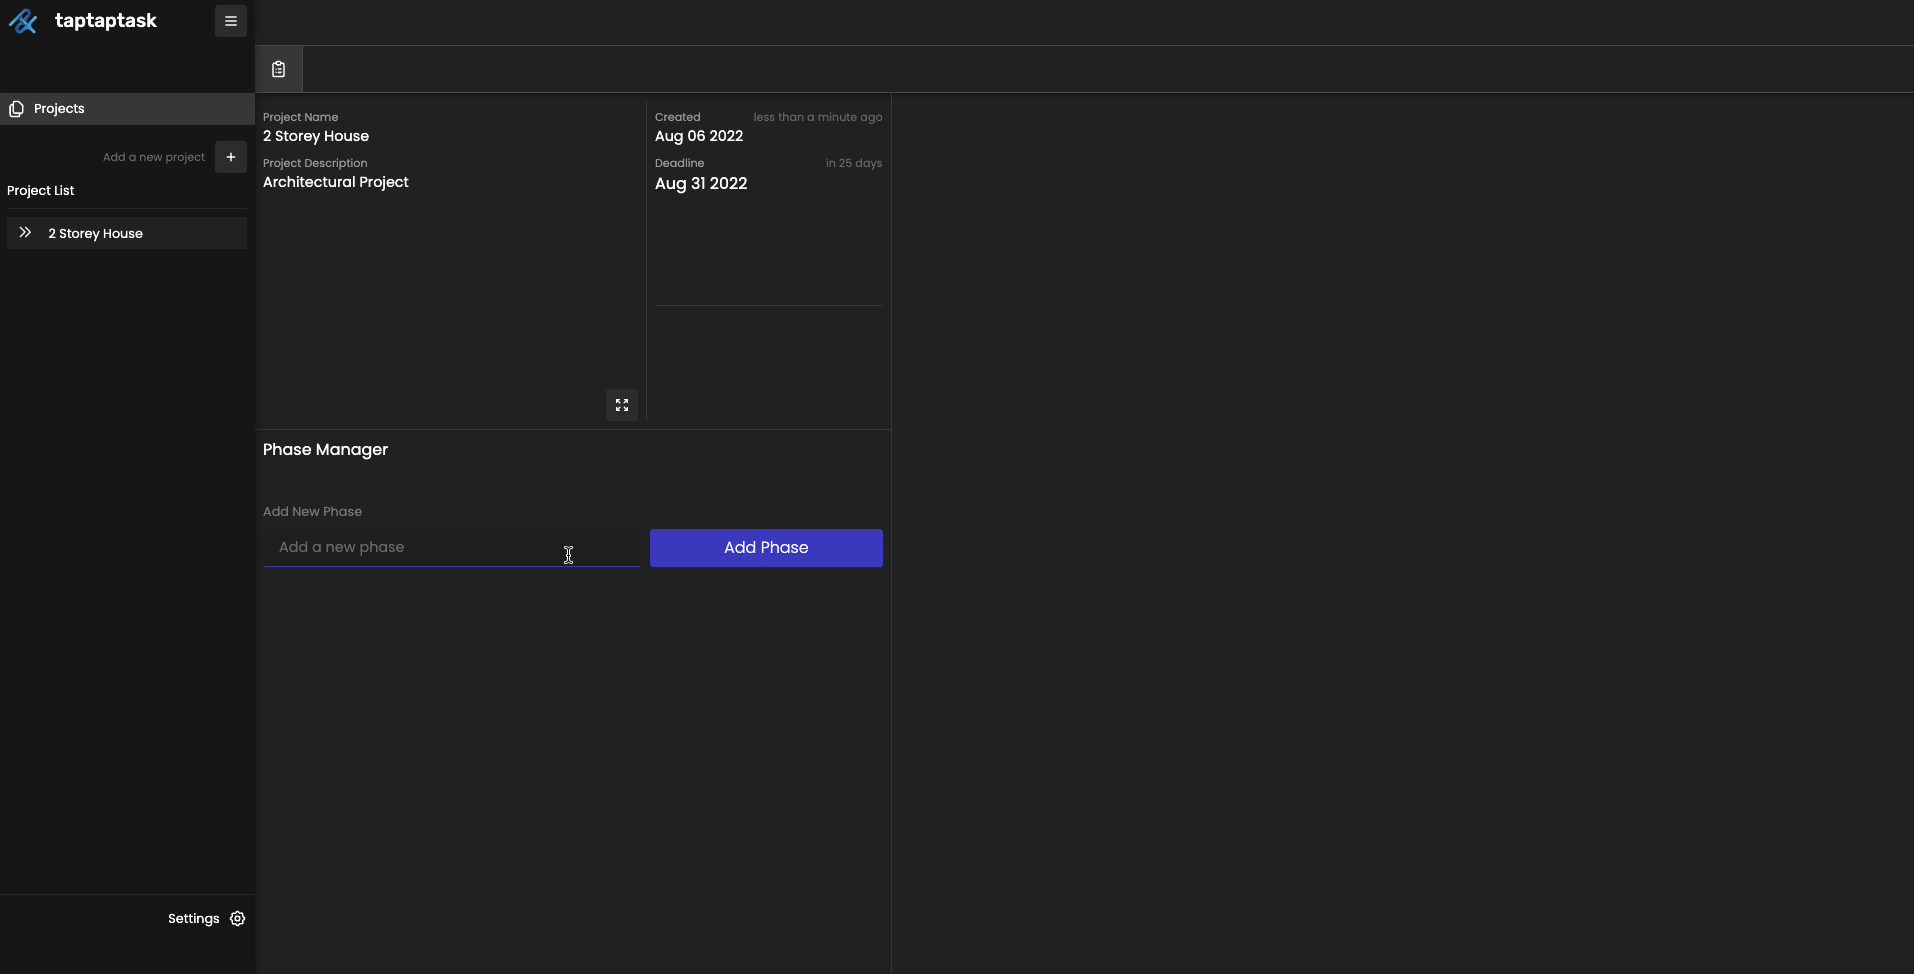 taptaptask
Projects
Add a new project
Project List
2 Storey House
Settings
Project Name
2 Storey House
Project Description
Architectural Project
Created less than a minute ago
Aug 06 2022
Deadline in 25 days
Aug 31 2022
Phase Manager
Add New Phase
Add a new phase Add Phase